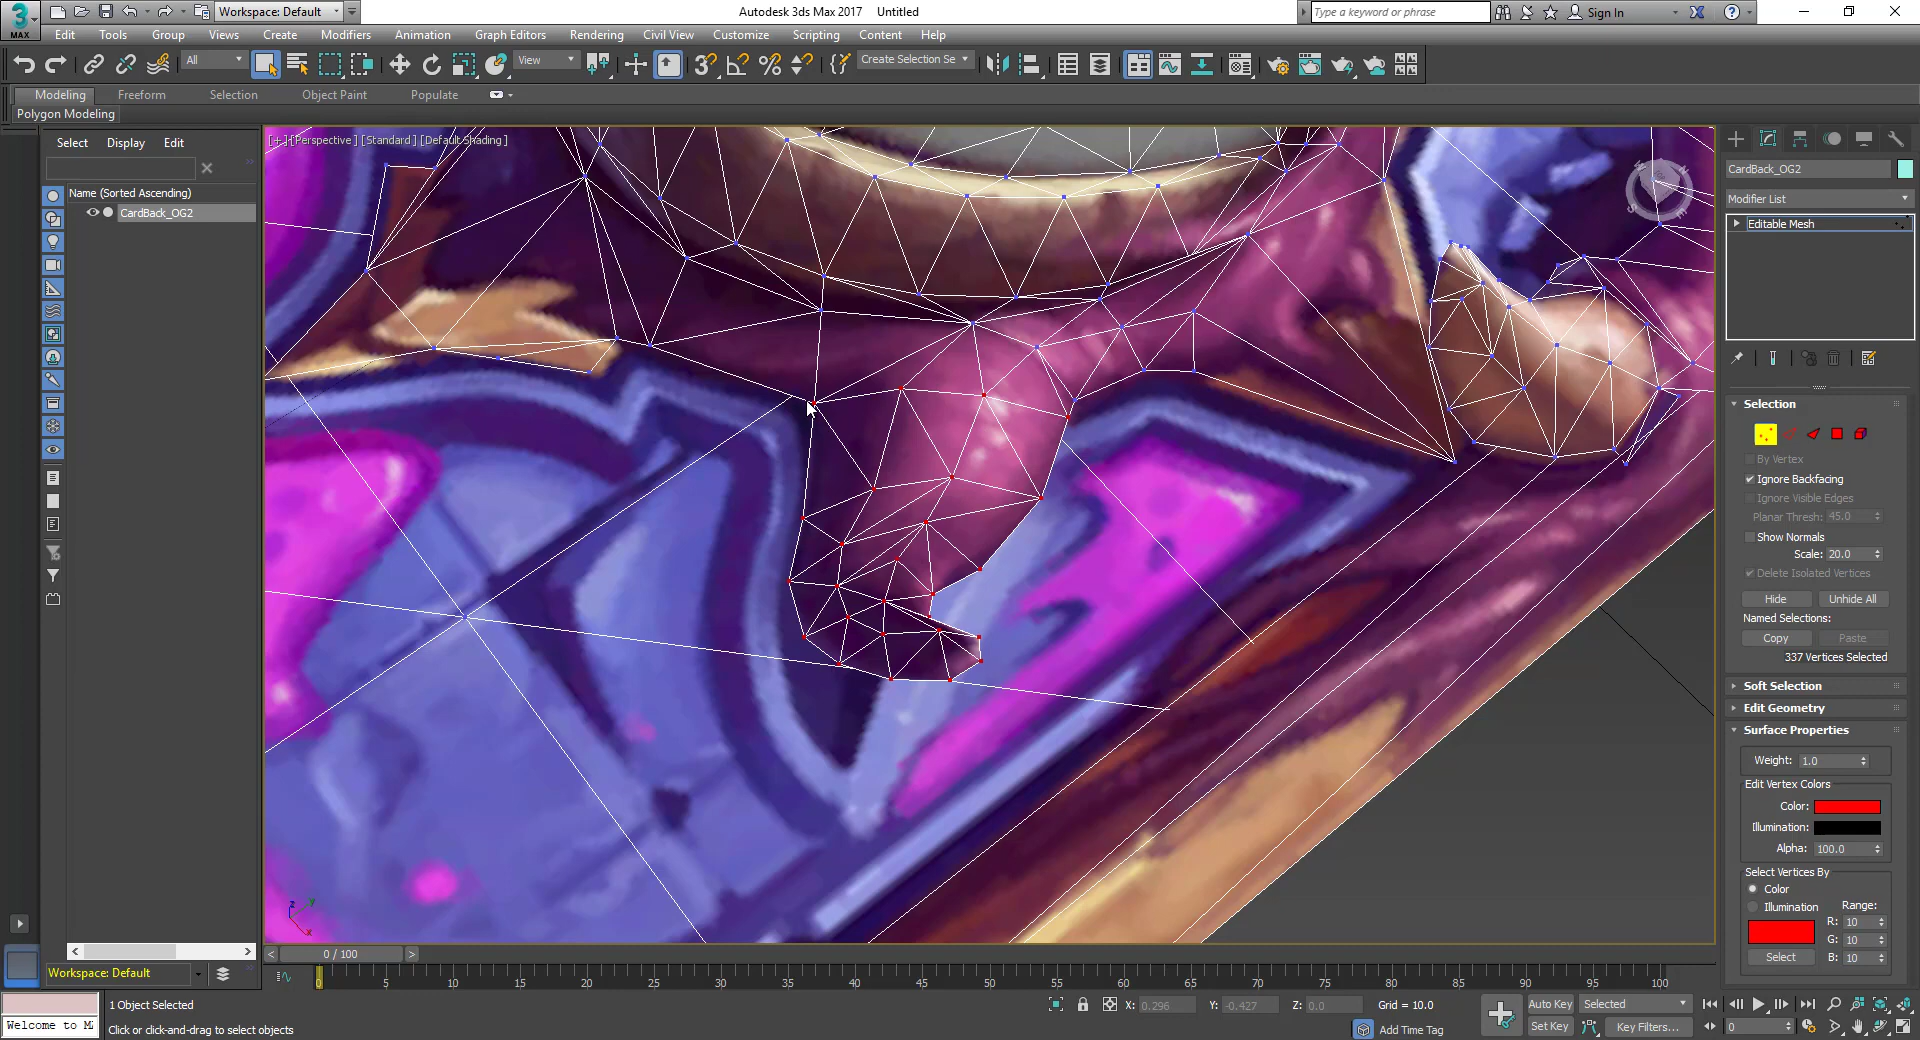 3 MAX Workspace: Default Autodesk 3ds Max 2017 Untitled Type a keyword or phrase Sign In
Edit Tools Group Views Create Modifiers Animation Graph Editors Rendering Civil View Customize Scripting Content Help
All View Create Selection Se
Modeling Freeform Selection Object Paint Populate
Polygon Modeling
Select Display Edit
Name (Sorted Ascending)
CardBack_OG2
[+] [Perspective ] [Standard ] [Default Shading ]
CardBack_OG2
Modifier List
Editable Mesh
Selection
By Vertex
Ignore Backfacing
Ignore Visible Edges
Planar Thresh: 45.0
Show Normals
Scale: 20.0
Delete Isolated Vertices
Hide Unhide All
Named Selections:
Copy Paste
337 Vertices Selected
Soft Selection
Edit Geometry
Surface Properties
Weight: 1.0
Edit Vertex Colors
Color:
Illumination:
Alpha: 100.0
Select Vertices By
Color
Illumination Range:
R: 10
G: 10
Select B: 10
z y x
< 0 / 100 >
Workspace: Default
0 5 10 15 20 25 30 35 40 45 50 55 60 65 70 75 80 85 90 95 100
1 Object Selected X: 0.296 Y: -0.427 Z: 0.0 Grid = 10.0 Auto Key Selected
Welcome to M Click or click-and-drag to select objects Add Time Tag Set Key Key Filters... 0